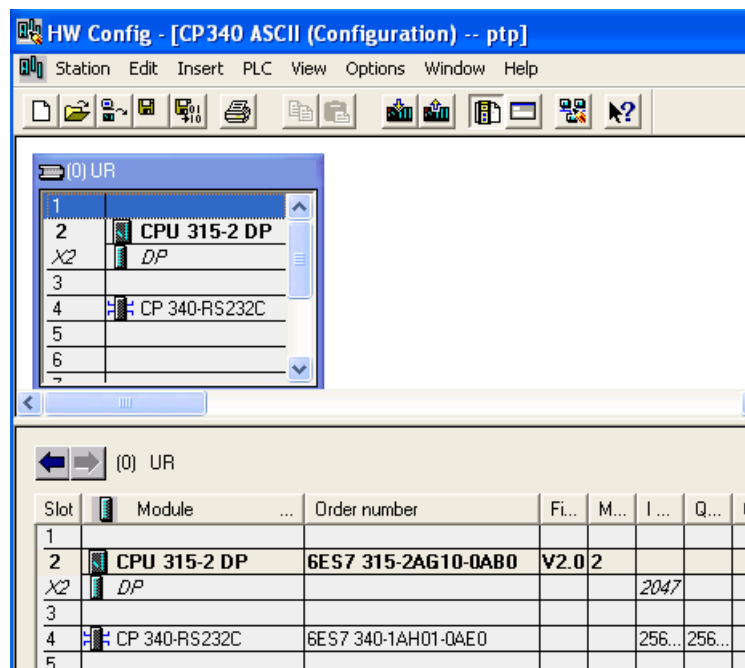 HW Config - [CP340 ASCII (Configuration) -- ptp]
Station Edit Insert PLC View Options Window Help
(0) UR
1
2 CPU 315-2 DP
X2 DP
3
4 CP 340-RS232C
5
6
(0) UR
Slot Module ... Order number Fi... M... I ... Q...
1
2 CPU 315-2 DP 6ES7 315-2AG10-0AB0 V2.0 2
X2 DP 2047
3
4 CP 340-RS232C 6ES7 340-1AH01-0AE0 256... 256...
5